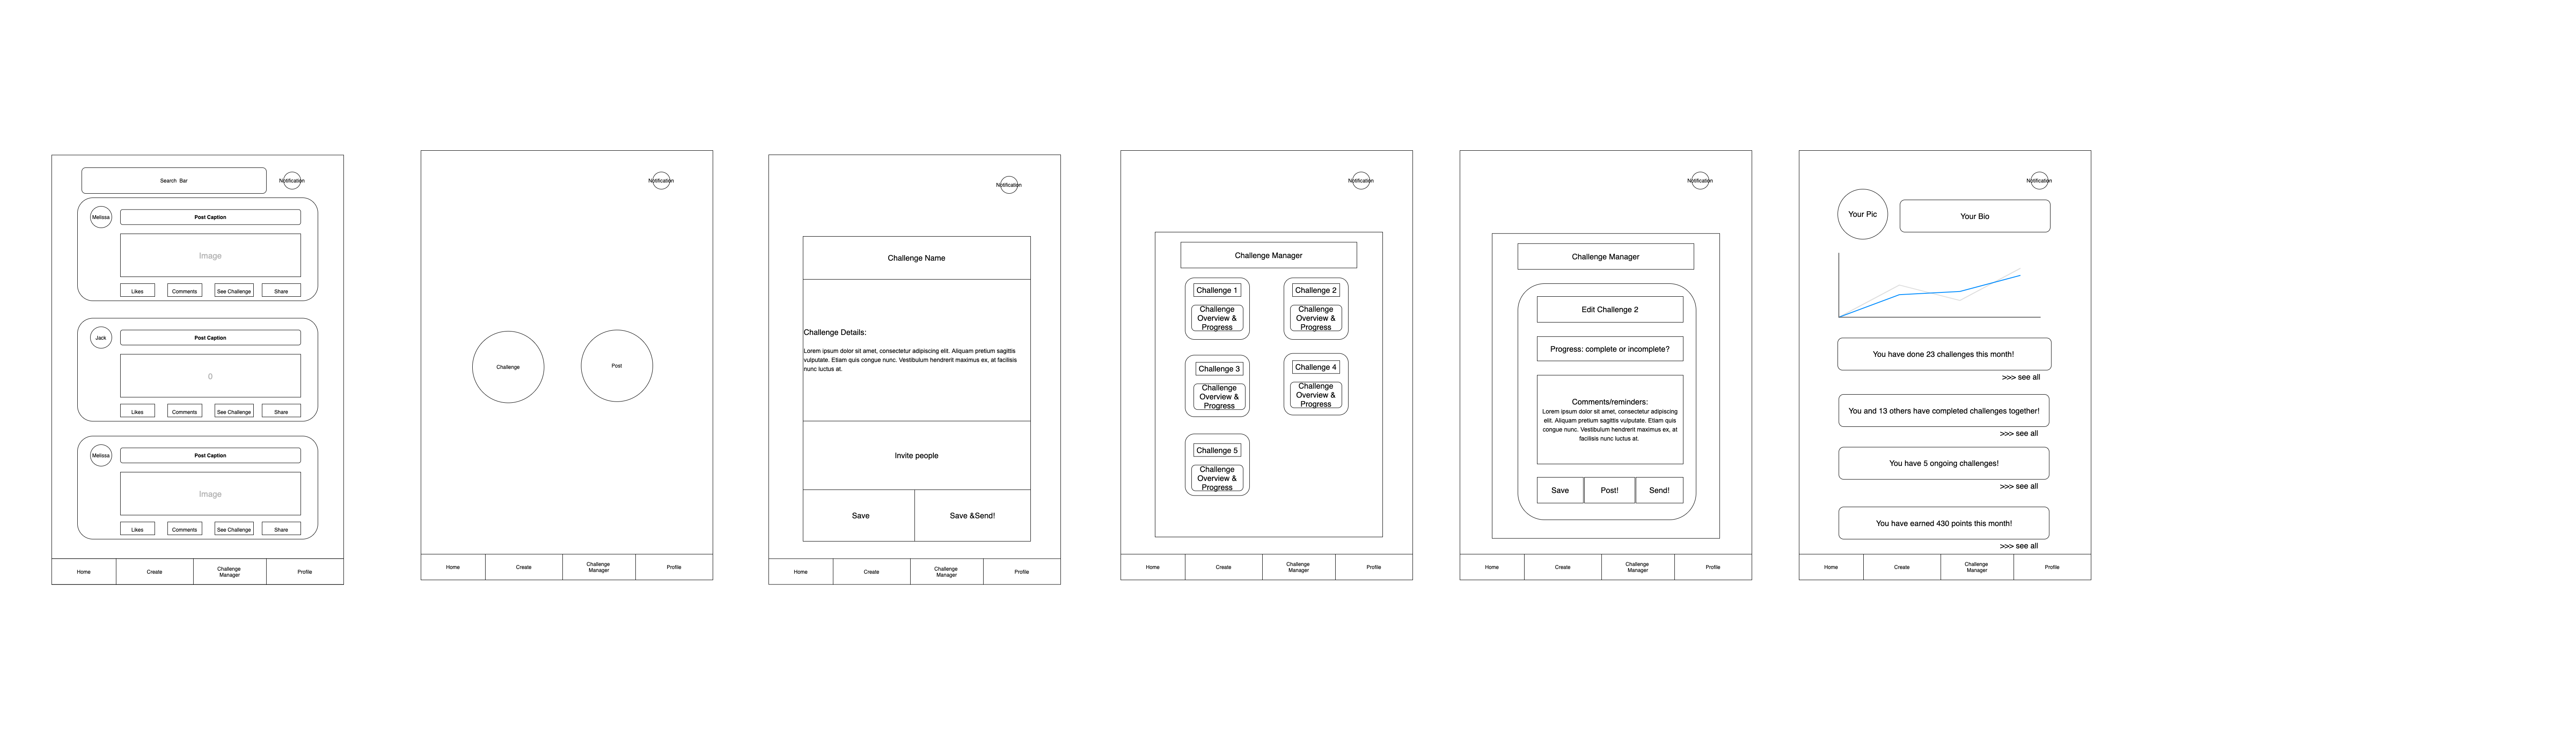 Search Bar
Notification
Melissa
Post Caption
Image
Likes
Comments
See Challenge
Share
Jack
Post Caption
0
Likes
Comments
See Challenge
Share
Melissa
Post Caption
Image
Likes
Comments
See Challenge
Share
Home
Create
Challenge
Manager
Profile
Notification
Challenge
Post
Home
Create
Challenge
Manager
Profile
Notification
Challenge Name
Challenge Details:
Lorem ipsum dolor sit amet, consectetur adipiscing elit. Aliquam pretium sagittis
vulputate. Etiam quis congue nunc. Vestibulum hendrerit maximus ex, at facilisis
nunc luctus at.
Invite people
Save
Save &Send!
Home
Create
Challenge
Manager
Profile
Notification
Challenge Manager
Challenge 1
Challenge
Overview &
Progress
Challenge 2
Challenge
Overview &
Progress
Challenge 3
Challenge
Overview &
Progress
Challenge 4
Challenge
Overview &
Progress
Challenge 5
Challenge
Overview &
Progress
Home
Create
Challenge
Manager
Profile
Notification
Challenge Manager
Edit Challenge 2
Progress: complete or incomplete?
Comments/reminders:
Lorem ipsum dolor sit amet, consectetur adipiscing
elit. Aliquam pretium sagittis vulputate. Etiam quis
congue nunc. Vestibulum hendrerit maximus ex, at
facilisis nunc luctus at.
Save
Post!
Send!
Home
Create
Challenge
Manager
Profile
Notification
Your Pic
Your Bio
You have done 23 challenges this month!
>>> see all
You and 13 others have completed challenges together!
>>> see all
You have 5 ongoing challenges!
>>> see all
You have earned 430 points this month!
>>> see all
Home
Create
Challenge
Manager
Profile